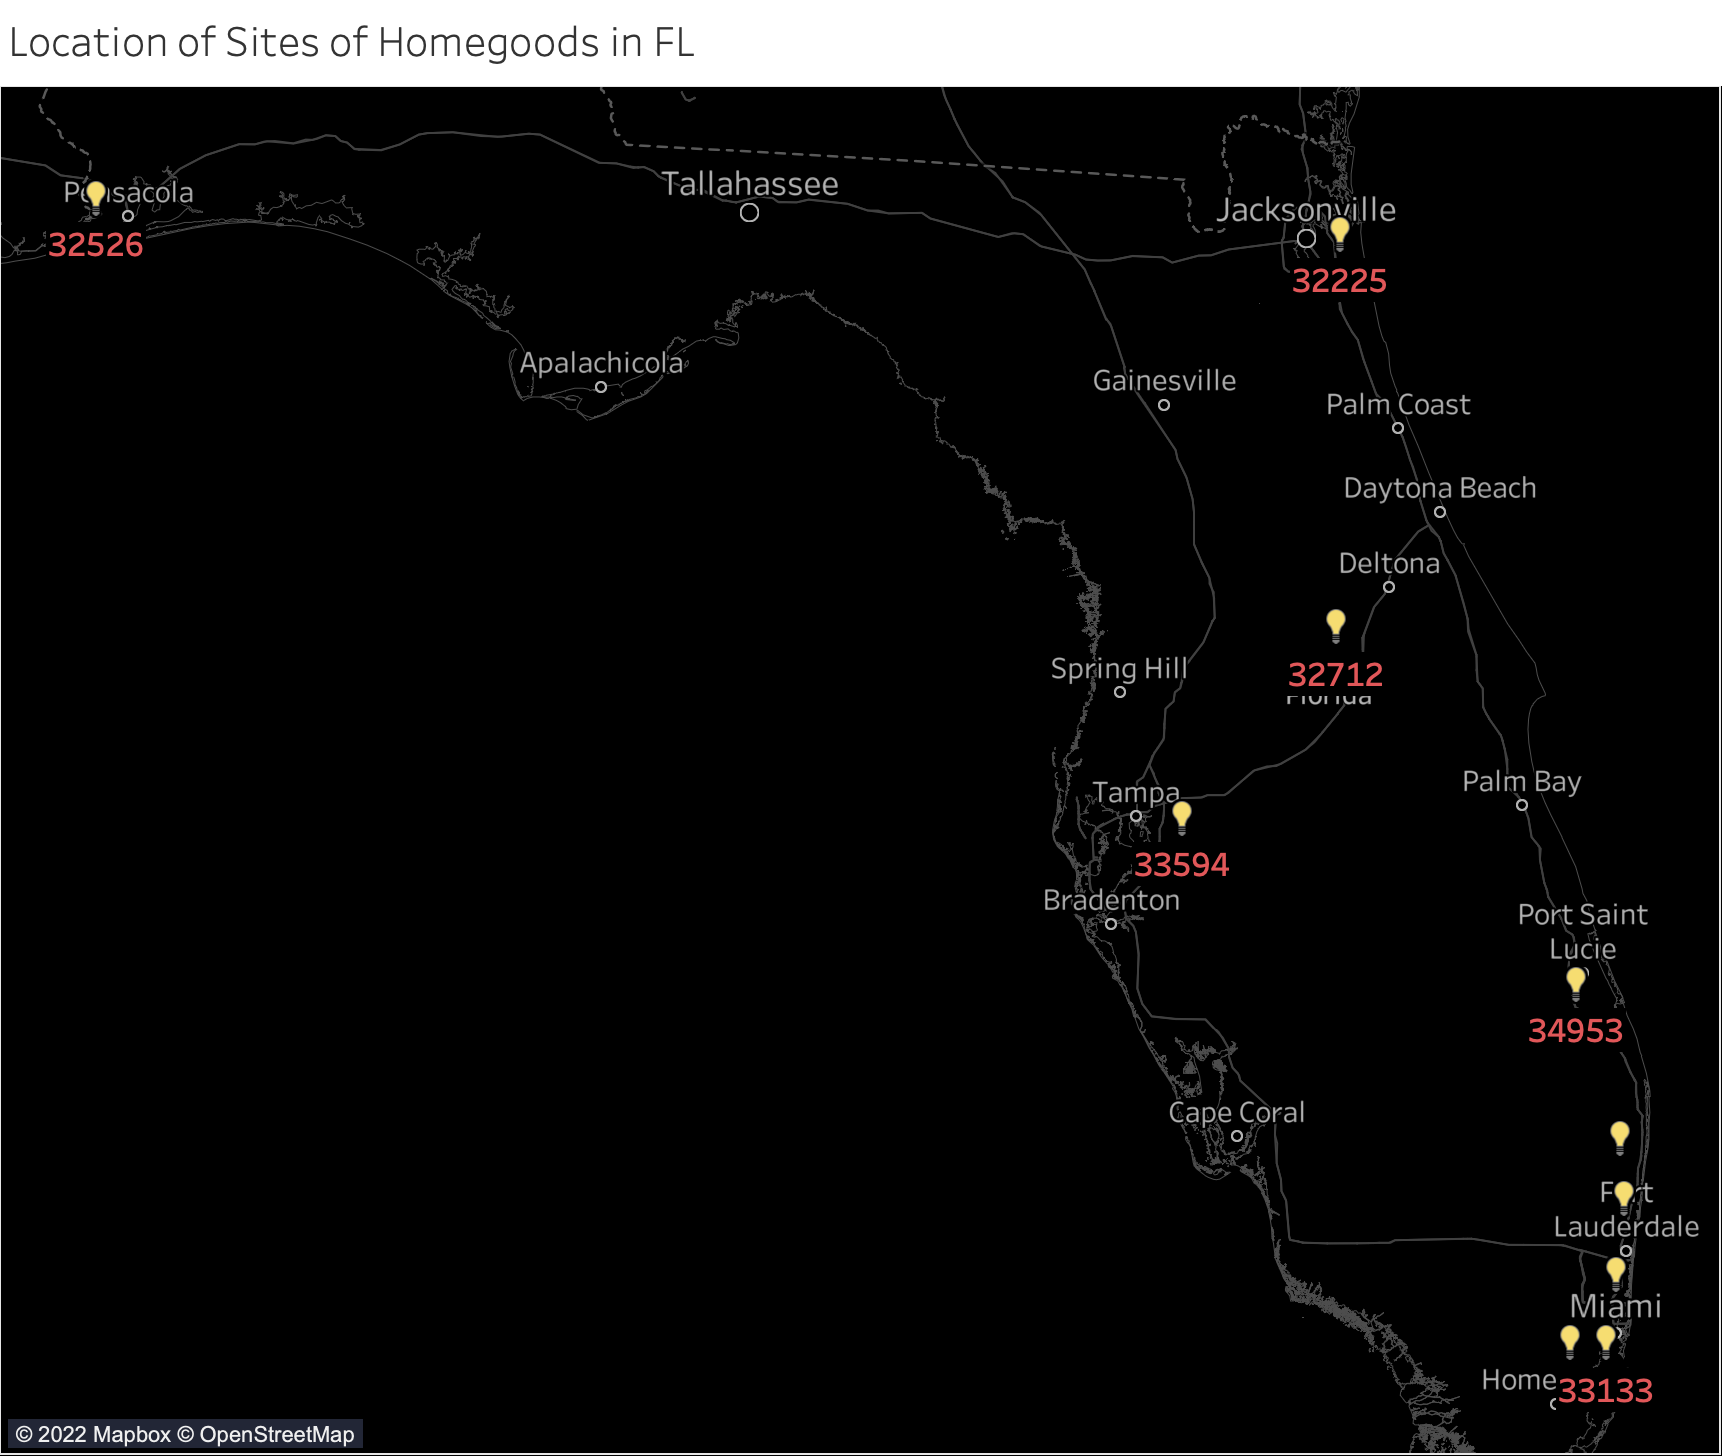 Location of Sites of Homegoods in FL
Pensacola
32526
Tallahassee
Jacksonville
32225
Apalachicola
Gainesville
Palm Coast
Daytona Beach
Deltona
Spring Hill
32712
Florida
Tampa
33594
Palm Bay
Bradenton
Port Saint
Lucie
34953
Cape Coral
Fort
Lauderdale
Miami
Home
33133
© 2022 Mapbox © OpenStreetMap